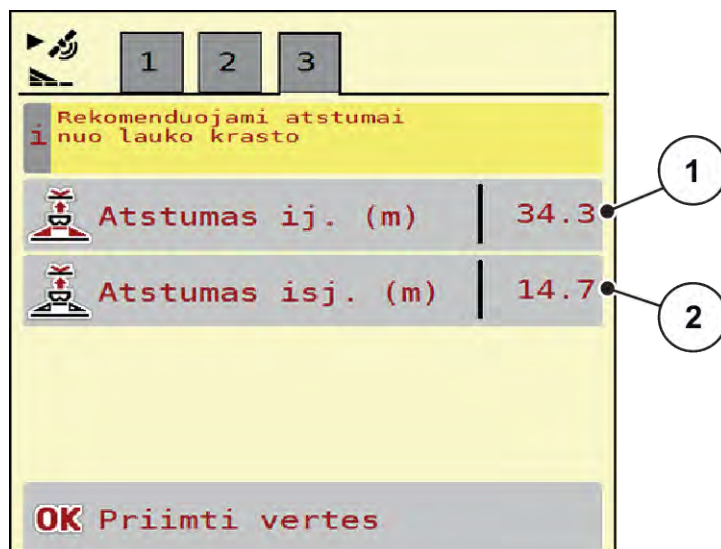 1 2 3
i Rekomenduojami atstumai
nuo lauko krasto
Atstumas ij. (m) 34.3
1
Atstumas isj. (m) 14.7
2
OK Priimti vertes